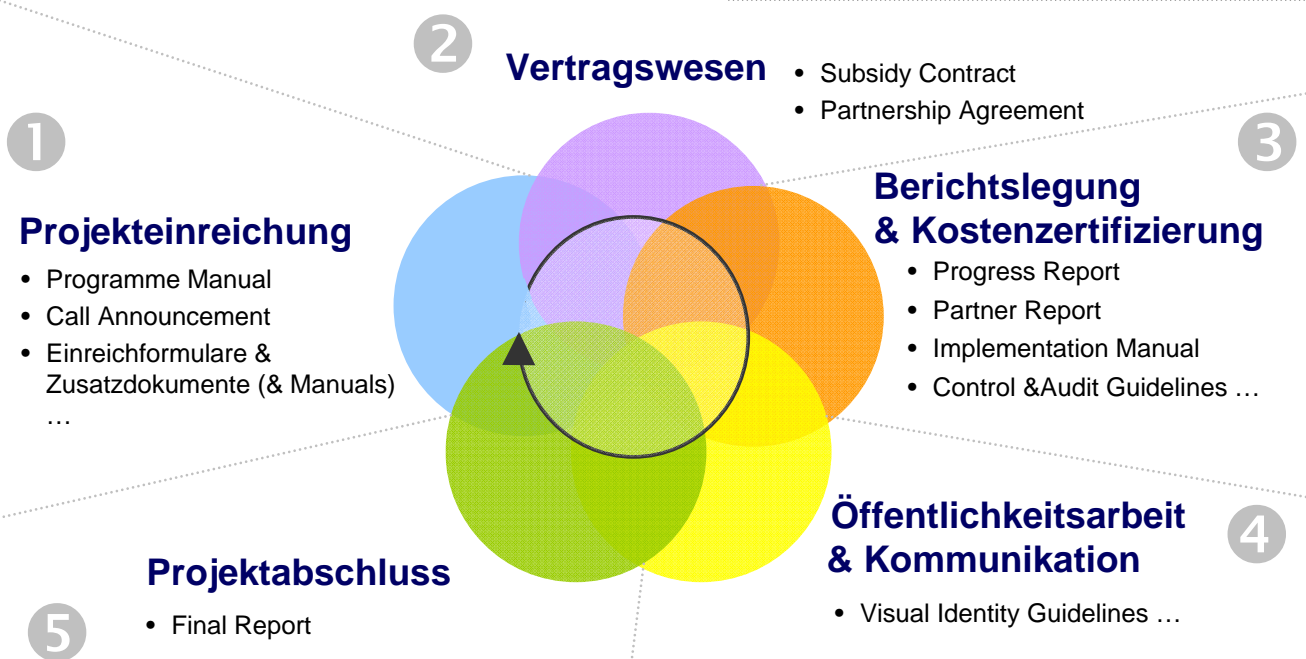 1
Projekteinreichung
• Programme Manual
• Call Announcement
• Einreichformulare &
Zusatzdokumente (& Manuals)
…
2
Vertragswesen
• Subsidy Contract
• Partnership Agreement
3
Berichtslegung
& Kostenzertifizierung
• Progress Report
• Partner Report
• Implementation Manual
• Control &Audit Guidelines …
4
Öffentlichkeitsarbeit
& Kommunikation
• Visual Identity Guidelines …
5
Projektabschluss
• Final Report